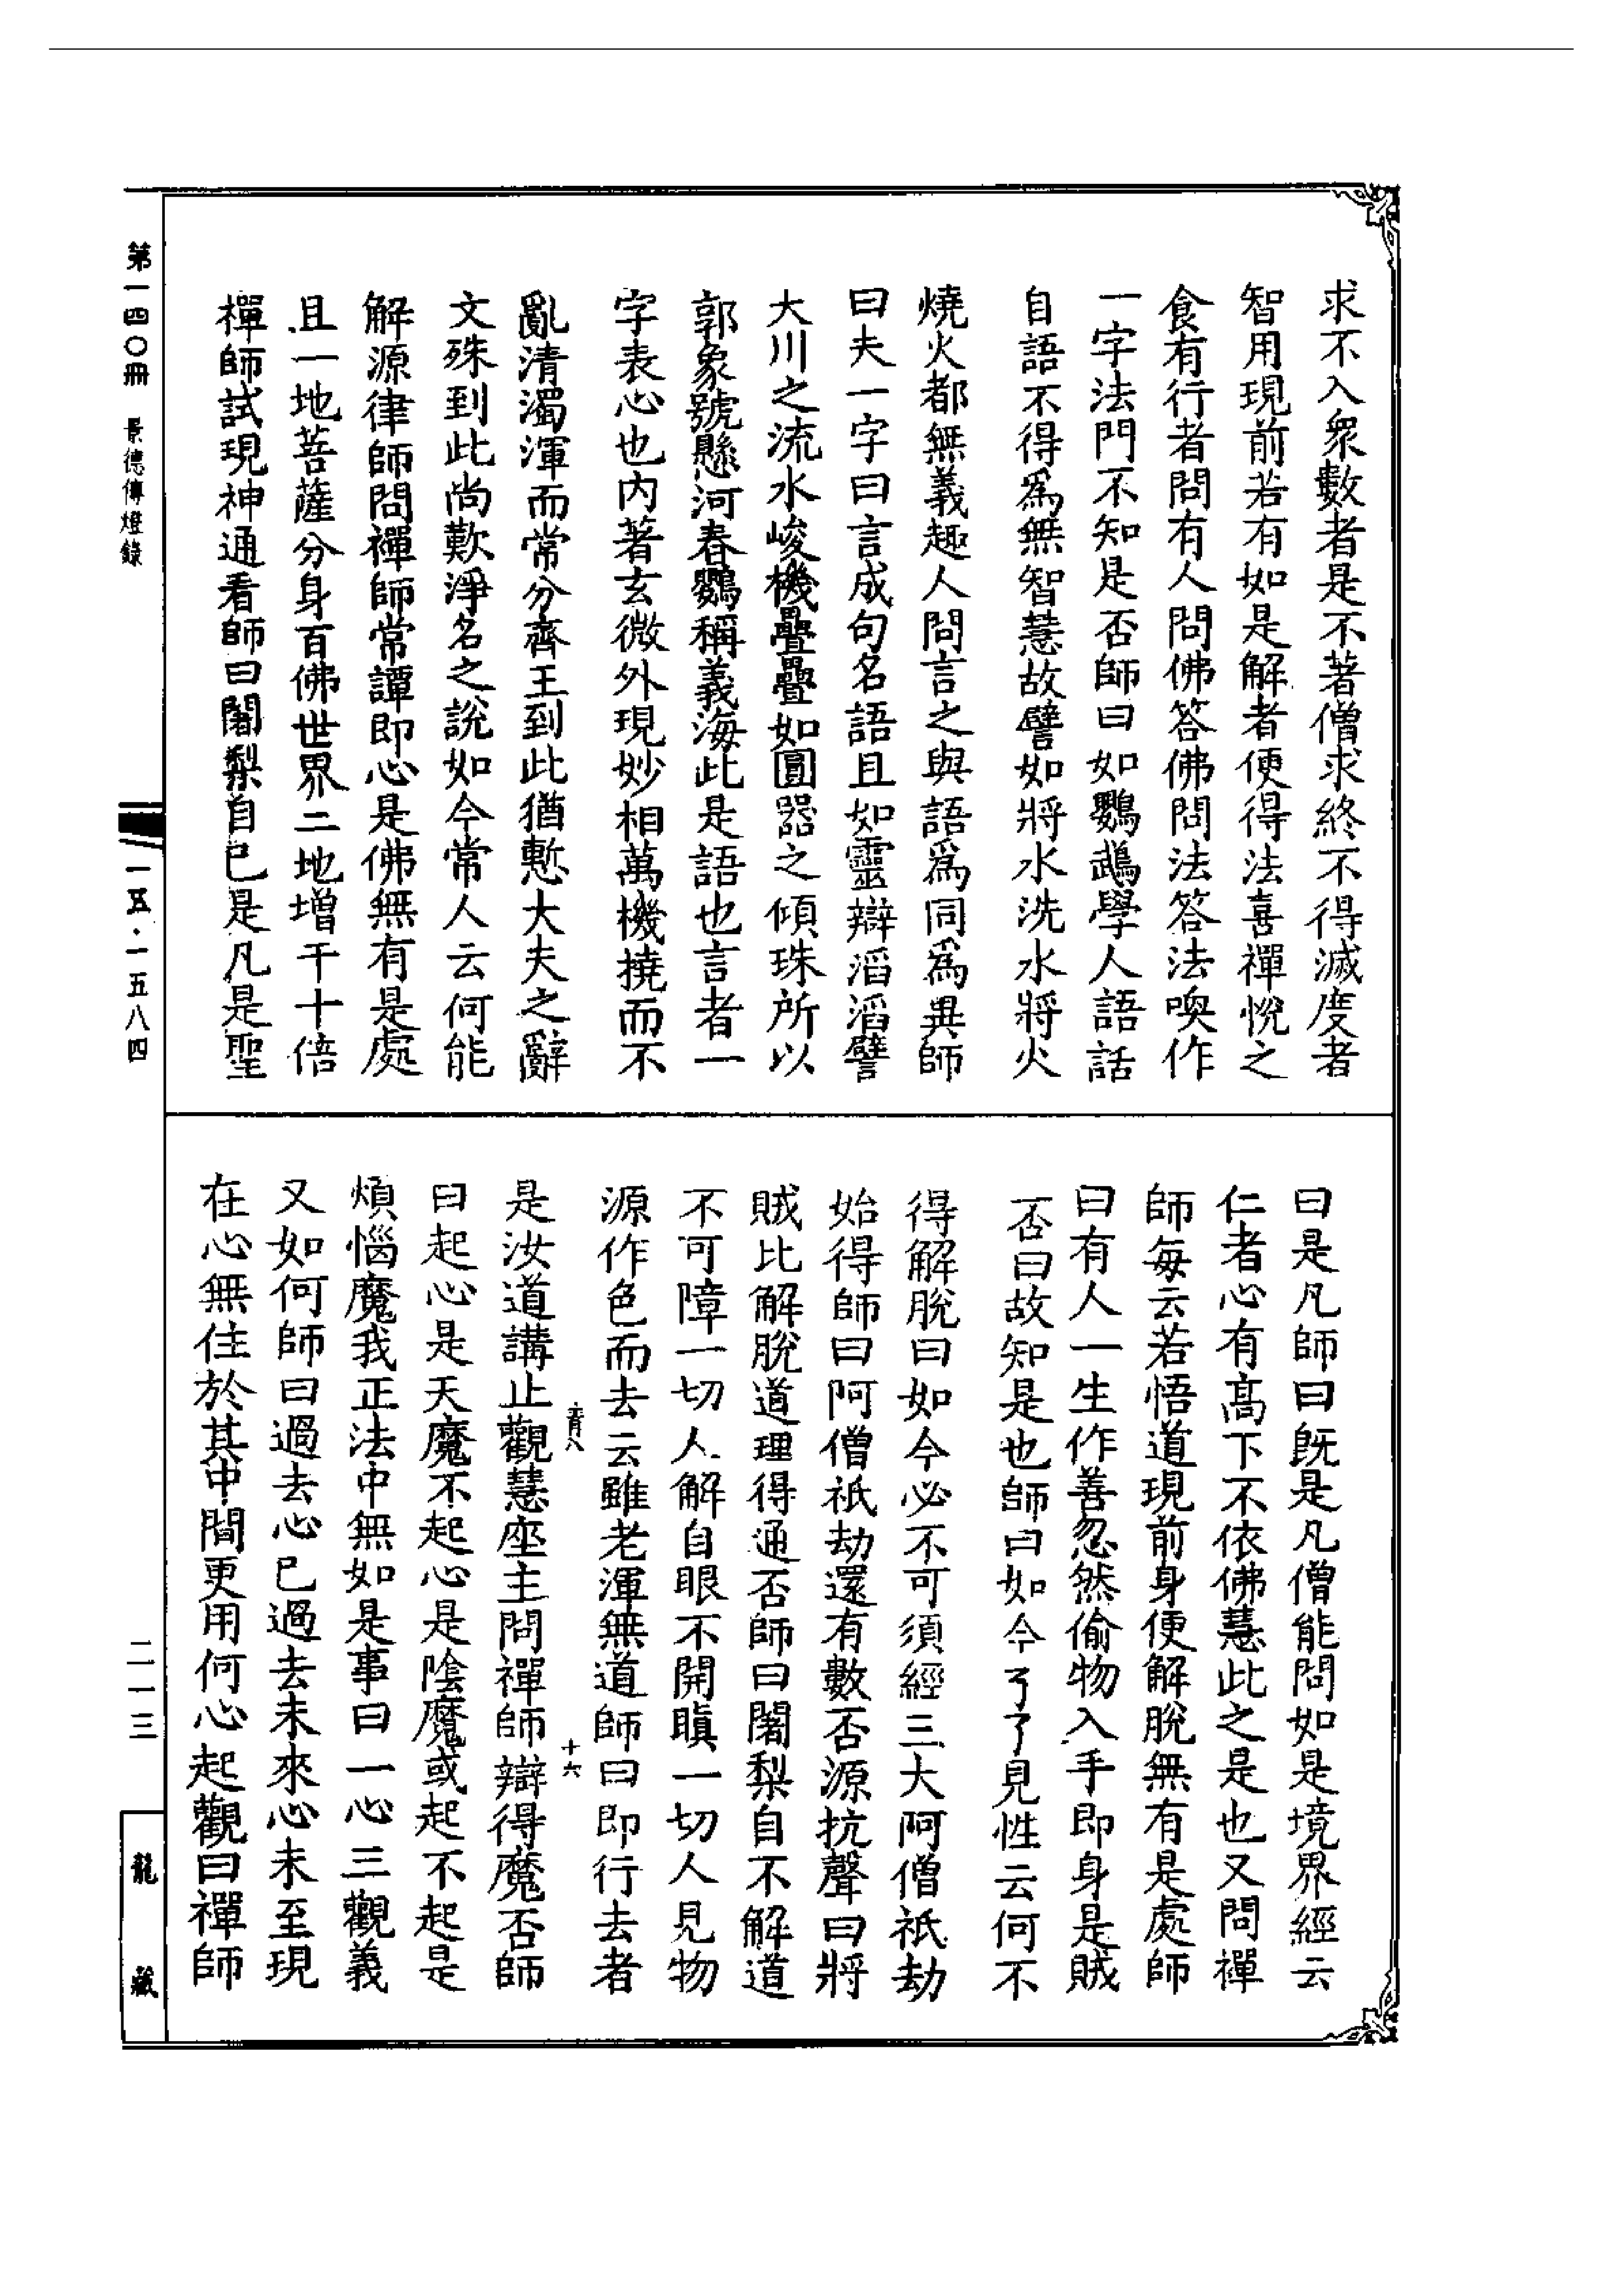 求不入衆數者是不著僧求終不得滅度者
智用現前若有如是解者便得法喜禪悅之
食有行者問有人問佛答佛問法答法喚作
一字法門不知是否師曰如鸚鵡學人語話
自語不得爲無智慧故譬如將水洗水將火
燒火都無義趣人問言之與語爲同爲異師
曰夫一字曰言成句名語且如靈辯滔滔譬
大川之流水峻機疊疊如圓器之傾珠所以
郭象號懸河春鸚稱義海此是語也言者一
字表心也内著玄微外現妙相萬機撓而不
亂清濁渾而常分齊王到此猶慙大夫之辭
文殊到此尚歎淨名之說如今常人云何能
解源律師問禪師常譚即心是佛無有是處
且一地菩薩分身百佛世界二地增千十倍
禪師試現神通看師曰闍梨自已是凡是聖
曰是凡師曰旣是凡僧能問如是境界經云
仁者心有高下不依佛慧此之是也又問禪
師每云若悟道現前身便解脫無有是處師
曰有人一生作善忽然偷物入手即身是賊
否曰故知是也師曰如今了了見性云何不
得解脫曰如今必不可須經三大阿僧祇劫
始得師曰阿僧祇劫還有數否源抗聲曰將
賊比解脫道理得通否師曰闍梨自不解道
不可障一切人解自眼不開瞋一切人見物
源作色而去云雖老渾無道師曰即行去者
是汝道講止觀慧座主問禪師辯得魔否師
曰起心是天魔不起心是陰魔或起不起是
煩惱魔我正法中無如是事曰一心三觀義
又如何師曰過去心已過去未來心未至現
在心無住於其中間更用何心起觀曰禪師
十六
第一四〇冊 景德傳燈錄
一五·一五八四
二一三
龍藏